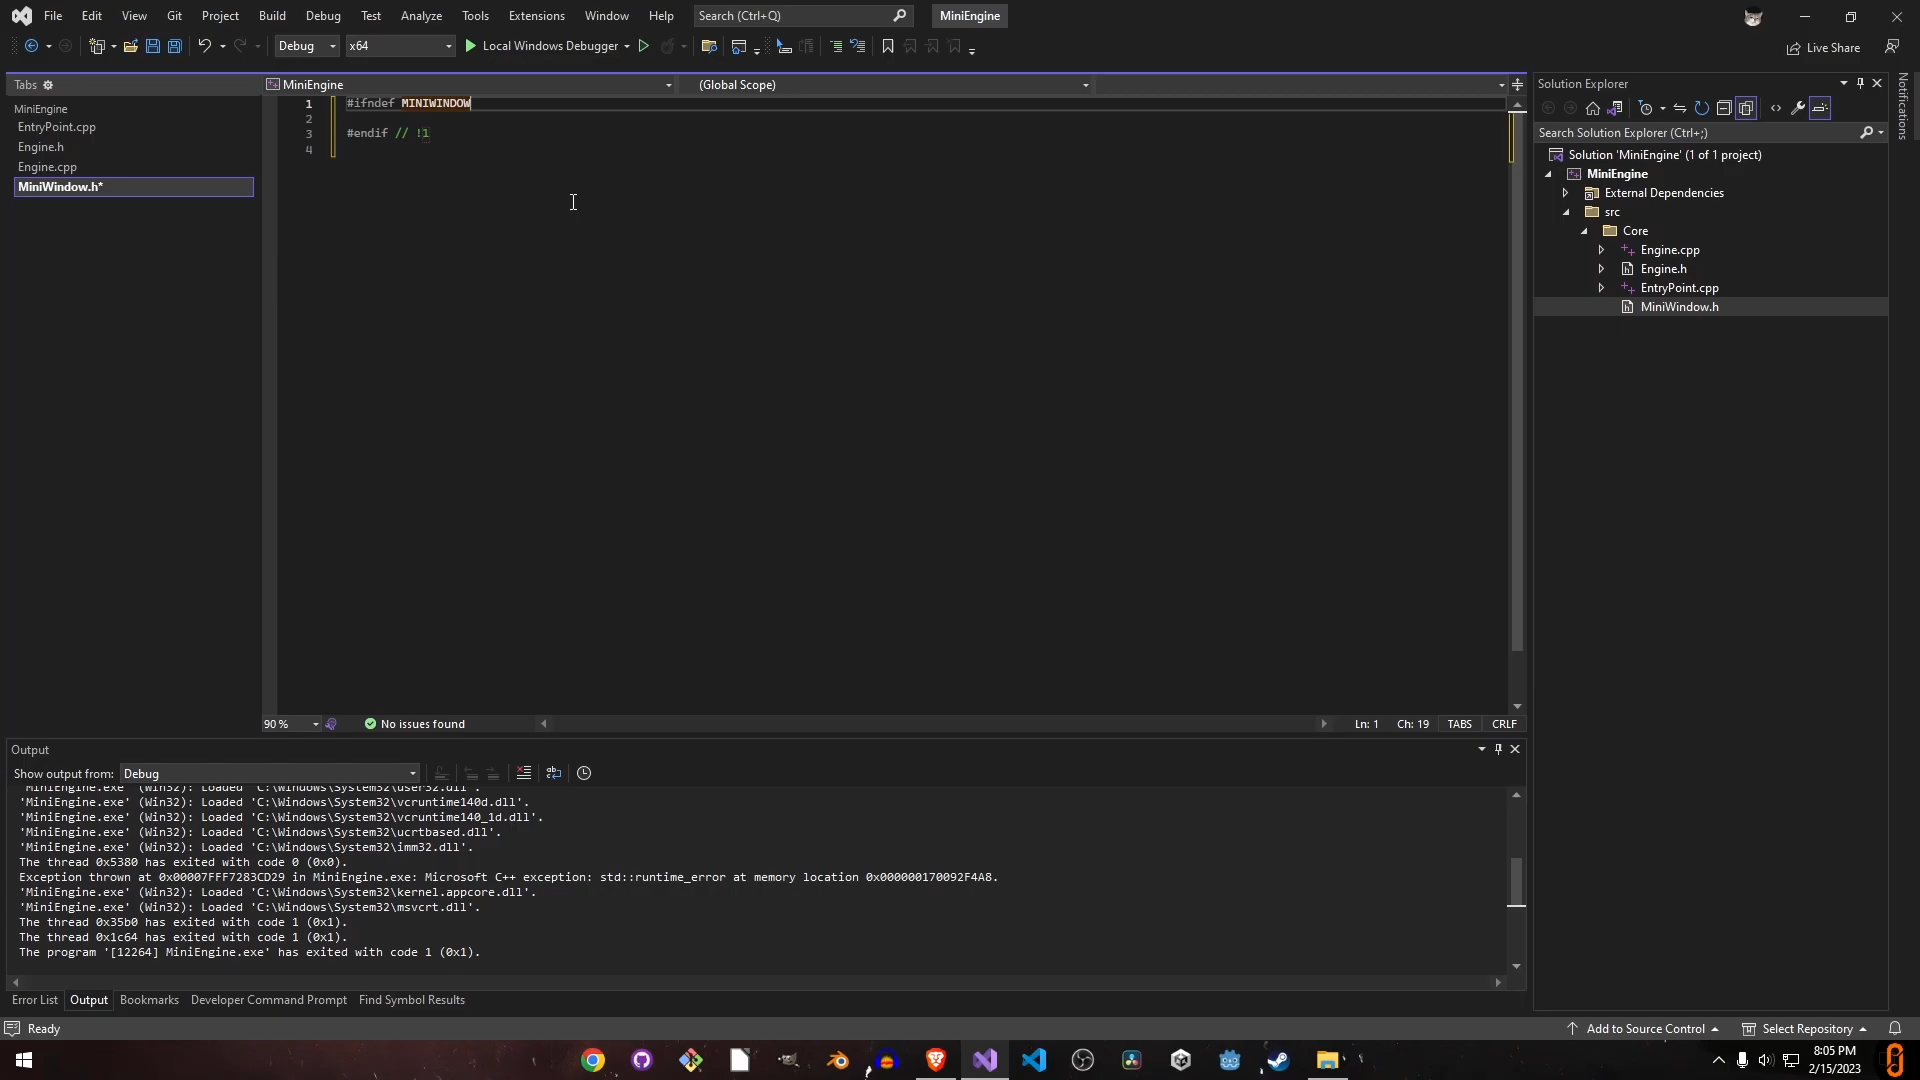 File Edit View Git Project Build Debug Test Analyze Tools Extensions Window Help Search (Ctrl+Q) MiniEngine
Debug x64 Local Windows Debugger Live Share
Tabs
MiniEngine
EntryPoint.cpp
Engine.h
Engine.cpp
MiniWindow.h*
MiniEngine (Global Scope)
1 #ifndef MINIWINDOW
2
3 #endif // !1
4
90 % No issues found Ln: 1 Ch: 19 TABS CRLF
Output
Show output from: Debug
'MiniEngine.exe' (Win32): Loaded 'C:\Windows\System32\user32.dll'.
'MiniEngine.exe' (Win32): Loaded 'C:\Windows\System32\vcruntime140d.dll'.
'MiniEngine.exe' (Win32): Loaded 'C:\Windows\System32\vcruntime140_1d.dll'.
'MiniEngine.exe' (Win32): Loaded 'C:\Windows\System32\ucrtbased.dll'.
'MiniEngine.exe' (Win32): Loaded 'C:\Windows\System32\imm32.dll'.
The thread 0x5380 has exited with code 0 (0x0).
Exception thrown at 0x00007FFF7283CD29 in MiniEngine.exe: Microsoft C++ exception: std::runtime_error at memory location 0x000000170092F4A8.
'MiniEngine.exe' (Win32): Loaded 'C:\Windows\System32\kernel.appcore.dll'.
'MiniEngine.exe' (Win32): Loaded 'C:\Windows\System32\msvcrt.dll'.
The thread 0x35b0 has exited with code 1 (0x1).
The thread 0x1c64 has exited with code 1 (0x1).
The program '[12264] MiniEngine.exe' has exited with code 1 (0x1).
Error List Output Bookmarks Developer Command Prompt Find Symbol Results
Solution Explorer
Search Solution Explorer (Ctrl+;)
Solution 'MiniEngine' (1 of 1 project)
MiniEngine
External Dependencies
src
Core
Engine.cpp
Engine.h
EntryPoint.cpp
MiniWindow.h
Notifications
Ready Add to Source Control Select Repository
8:05 PM
2/15/2023